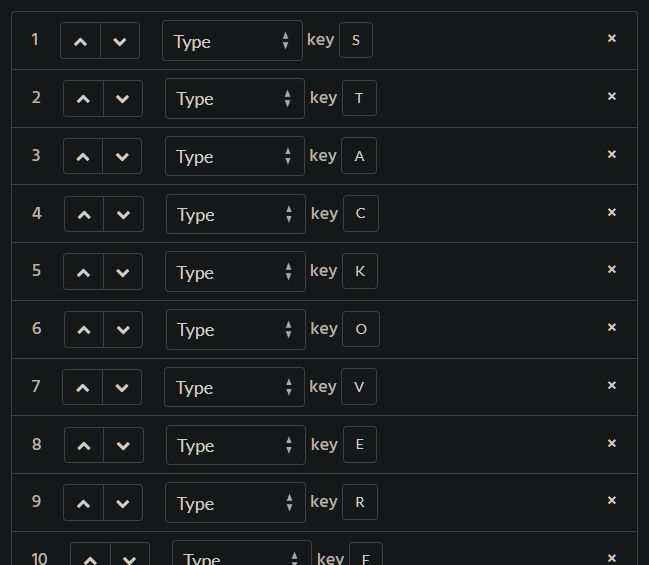 1 Type key S ×
2 Type key T ×
3 Type key A ×
4 Type key C ×
5 Type key K ×
6 Type key O ×
7 Type key V ×
8 Type key E ×
9 Type key R ×
10 Type key F ×